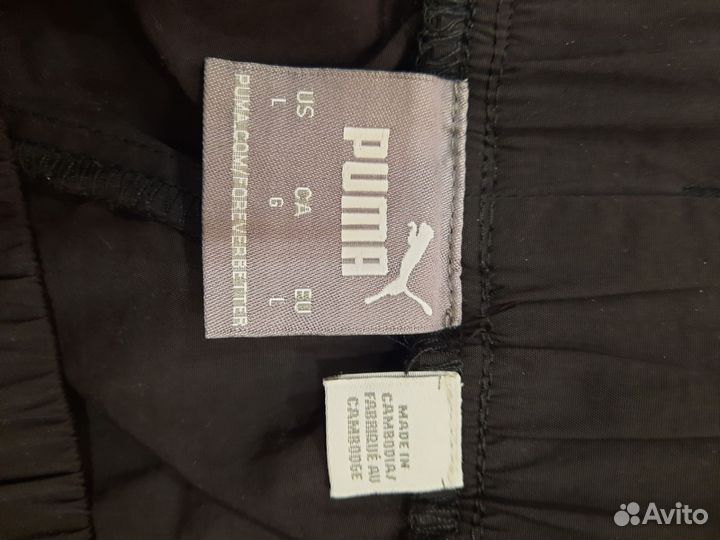 PUMA
US CA EU
L G L
PUMA.COM/FOREVERBETTER
MADE IN
CAMBODIA/
FABRIQUÉ AU
CAMBODGE
Avito